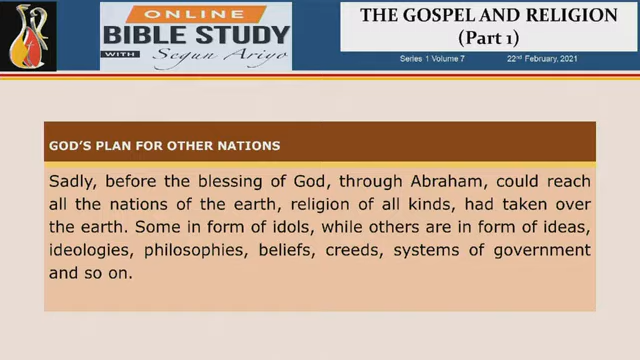 ONLINE
BIBLE STUDY
WITH Segun Ariyo
THE GOSPEL AND RELIGION
(Part 1)
Series 1 Volume 7 22nd February, 2021
GOD'S PLAN FOR OTHER NATIONS
Sadly, before the blessing of God, through Abraham, could reach
all the nations of the earth, religion of all kinds, had taken over
the earth. Some in form of idols, while others are in form of ideas,
ideologies, philosophies, beliefs, creeds, systems of government
and so on.